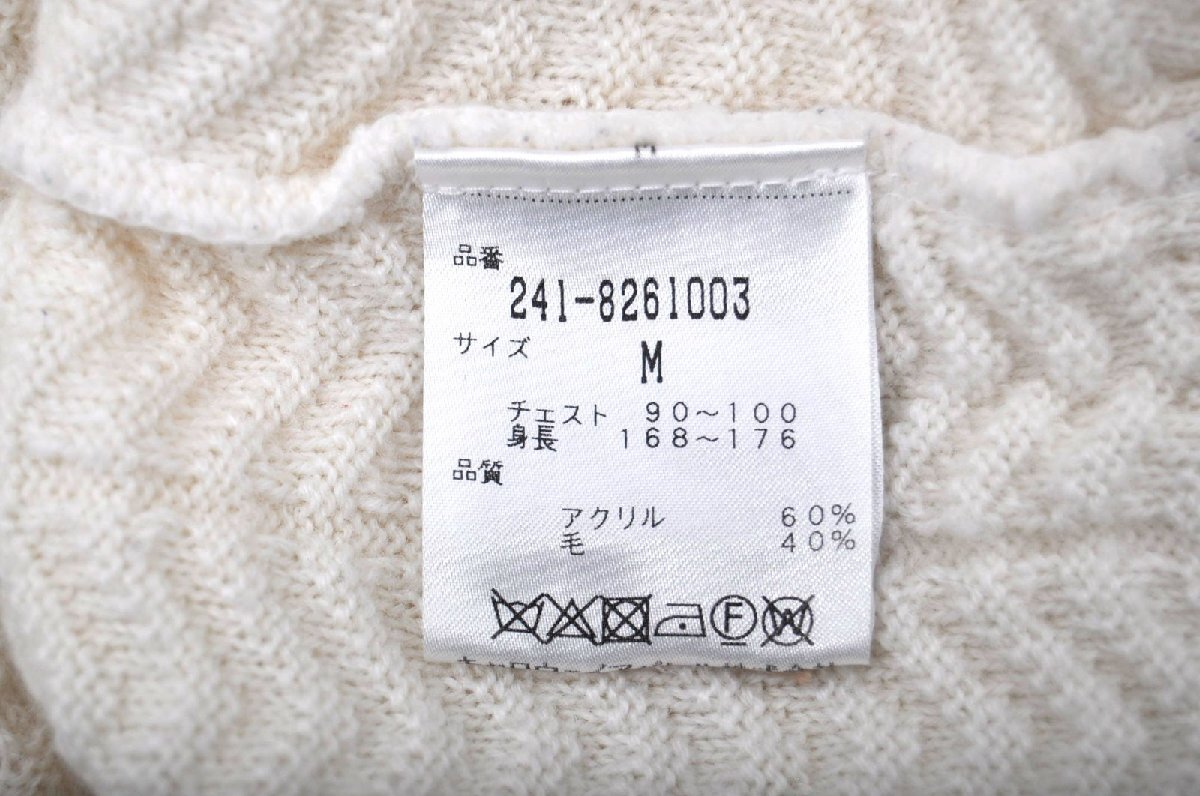 品番
241-8261003
サイズ
M
チェスト 90～100
身長 168～176
品質
アクリル 60%
毛 40%
F W